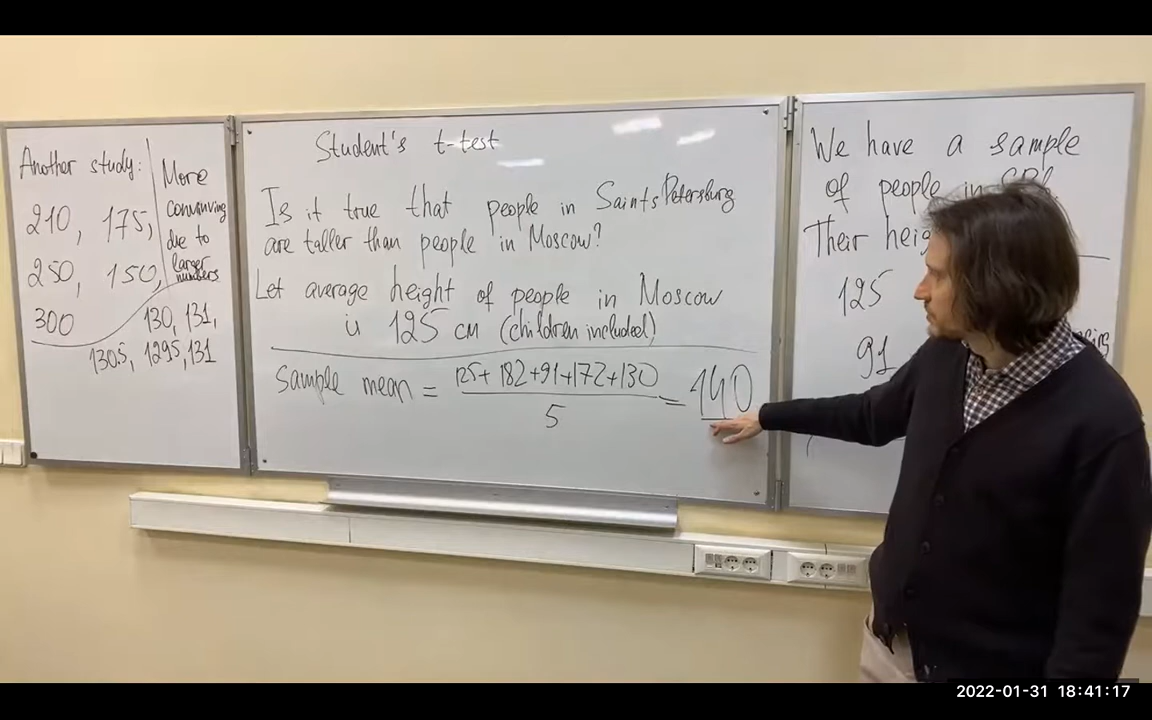 Another study:
210, 175,
250, 150,
300
More
convinving
due to
larger
numbers
130, 131,
130.5, 129.5, 131
Student's t-test
Is it true that people in Saints Petersburg
are taller than people in Moscow?
Let average height of people in Moscow
is 125 cm (children included)
Sample mean = 125+ 182+91+172+130 = 140
5
We have a sample
of people in SPb
Their heig
125
91
2022-01-31 18:41:17